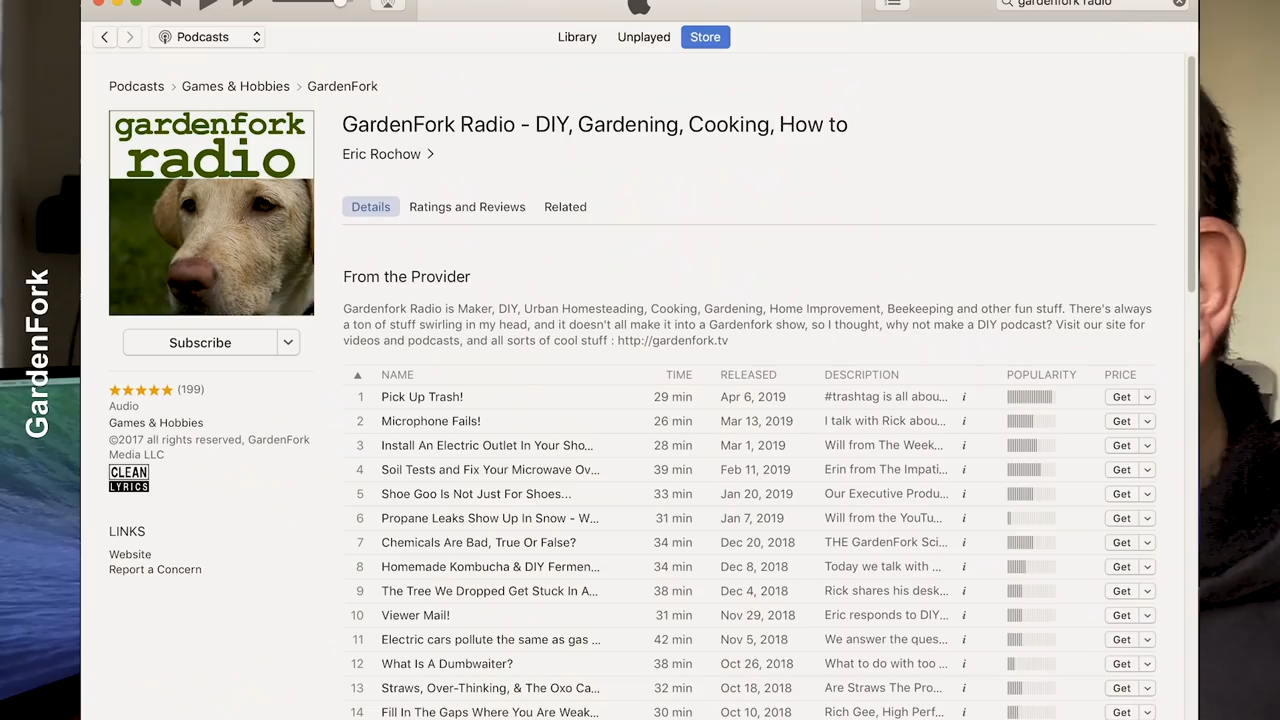 gardenfork radio
Podcasts
Library
Unplayed
Store
Podcasts > Games & Hobbies > GardenFork
gardenfork
radio
GardenFork Radio - DIY, Gardening, Cooking, How to
Eric Rochow >
Details
Ratings and Reviews
Related
From the Provider
Gardenfork Radio is Maker, DIY, Urban Homesteading, Cooking, Gardening, Home Improvement, Beekeeping and other fun stuff. There's always
a ton of stuff swirling in my head, and it doesn't all make it into a Gardenfork show, so I thought, why not make a DIY podcast? Visit our site for
videos and podcasts, and all sorts of cool stuff : http://gardenfork.tv
Subscribe
(199)
Audio
Games & Hobbies
©2017 all rights reserved, GardenFork
Media LLC
CLEAN
LYRICS
LINKS
Website
Report a Concern
GardenFork
NAME TIME RELEASED DESCRIPTION POPULARITY PRICE
1 Pick Up Trash! 29 min Apr 6, 2019 #trashtag is all abou... i Get
2 Microphone Fails! 26 min Mar 13, 2019 I talk with Rick abou... i Get
3 Install An Electric Outlet In Your Sho... 28 min Mar 1, 2019 Will from The Week... i Get
4 Soil Tests and Fix Your Microwave Ov... 39 min Feb 11, 2019 Erin from The Impati... i Get
5 Shoe Goo Is Not Just For Shoes... 33 min Jan 20, 2019 Our Executive Produ... i Get
6 Propane Leaks Show Up In Snow - W... 31 min Jan 7, 2019 Will from the YouTu... i Get
7 Chemicals Are Bad, True Or False? 34 min Dec 20, 2018 THE GardenFork Sci... i Get
8 Homemade Kombucha & DIY Fermen... 34 min Dec 8, 2018 Today we talk with ... i Get
9 The Tree We Dropped Get Stuck In A... 38 min Dec 4, 2018 Rick shares his desk... i Get
10 Viewer Mail! 31 min Nov 29, 2018 Eric responds to DIY... i Get
11 Electric cars pollute the same as gas ... 42 min Nov 5, 2018 We answer the ques... i Get
12 What Is A Dumbwaiter? 38 min Oct 26, 2018 What to do with too ... i Get
13 Straws, Over-Thinking, & The Oxo Ca... 32 min Oct 18, 2018 Are Straws The Pro... i Get
14 Fill In The Gaps Where You Are Weak... 30 min Oct 10, 2018 Rich Gee, High Perf... i Get